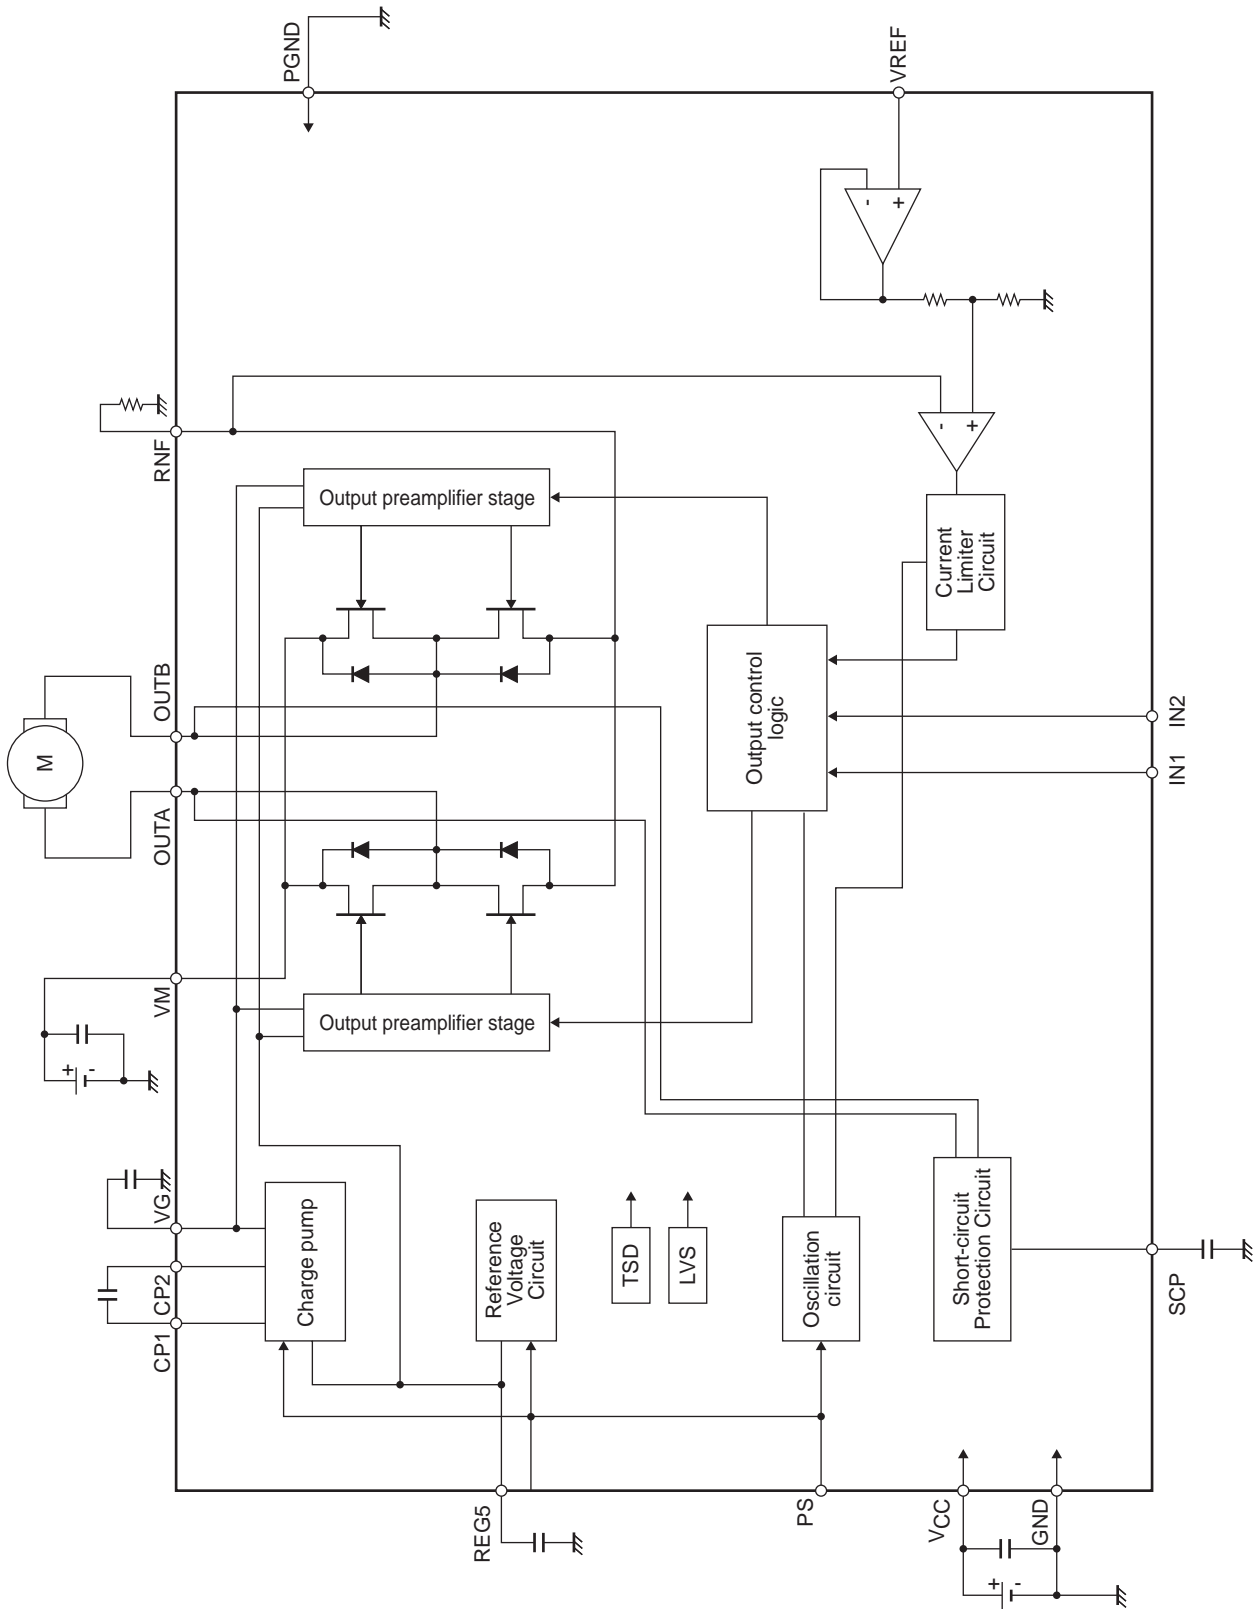 PGND
VREF
-
+
RNF
Output preamplifier stage
-
+
Current
Limiter
Circuit
OUTB
M
OUTA
Output control
logic
IN2
IN1
VM
+
-
Output preamplifier stage
VG
CP2
CP1
Charge pump
Reference
Voltage
Circuit
TSD
LVS
Oscillation
circuit
Short-circuit
Protection Circuit
SCP
REG5
PS
VCC
GND
+
-